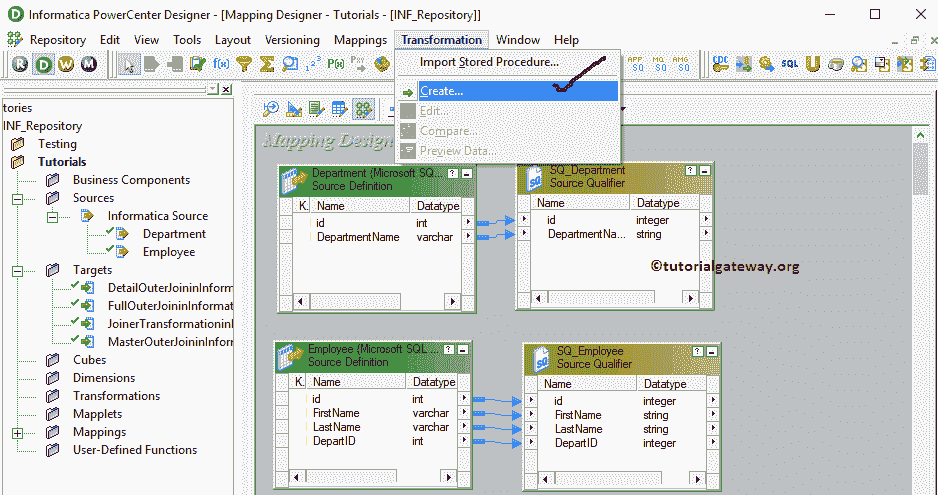 Informatica PowerCenter Designer - [Mapping Designer - Tutorials - [INF_Repository]]
Repository Edit View Tools Layout Versioning Mappings Transformation Window Help
Import Stored Procedure...
Create...
Edit...
Compare...
Preview Data...
tories
INF_Repository
Testing
Tutorials
Business Components
Sources
Informatica Source
Department
Employee
Targets
DetailOuterJoininInform
FullOuterJoininInformat
JoinerTransformationinI
MasterOuterJoininInform
Cubes
Dimensions
Transformations
Mapplets
Mappings
User-Defined Functions
Mapping Design
Department (Microsoft SQ...
Source Definition
K. Name Datatype
id int
DepartmentName varchar
SQ_Department
Source Qualifier
Name Datatype
id integer
DepartmentNa... string
©tutorialgateway.org
Employee (Microsoft SQL ...
Source Definition
K. Name Datatype
id int
FirstName varchar
LastName varchar
DepartID int
SQ_Employee
Source Qualifier
Name Datatype
id integer
FirstName string
LastName string
DepartID integer